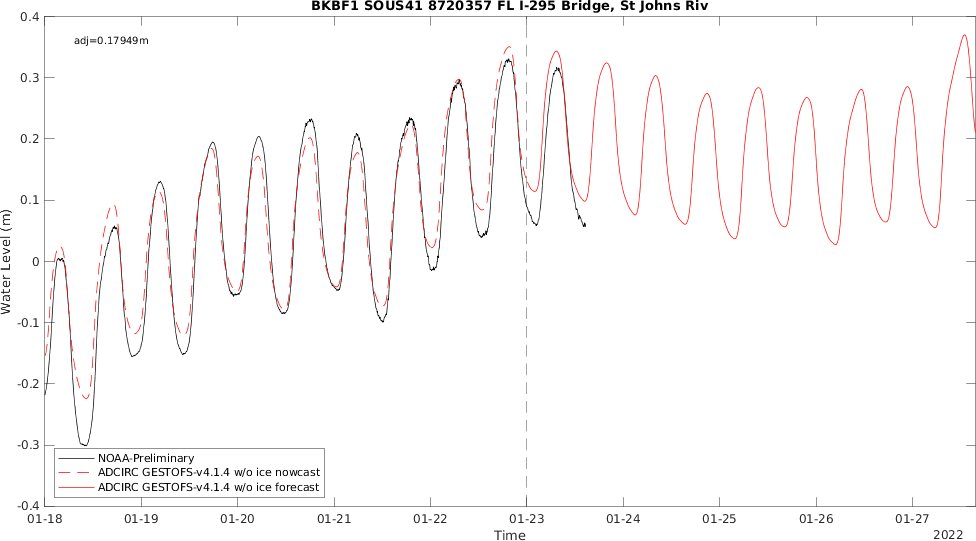 BKBF1 SOUS41 8720357 FL I-295 Bridge, St Johns Riv
adj=0.17949m
0.4
0.3
0.2
0.1
0
-0.1
-0.2
-0.3
-0.4
Water Level (m)
NOAA-Preliminary
ADCIRC GESTOFS-v4.1.4 w/o ice nowcast
ADCIRC GESTOFS-v4.1.4 w/o ice forecast
01-18 01-19 01-20 01-21 01-22 01-23 01-24 01-25 01-26 01-27
Time
2022